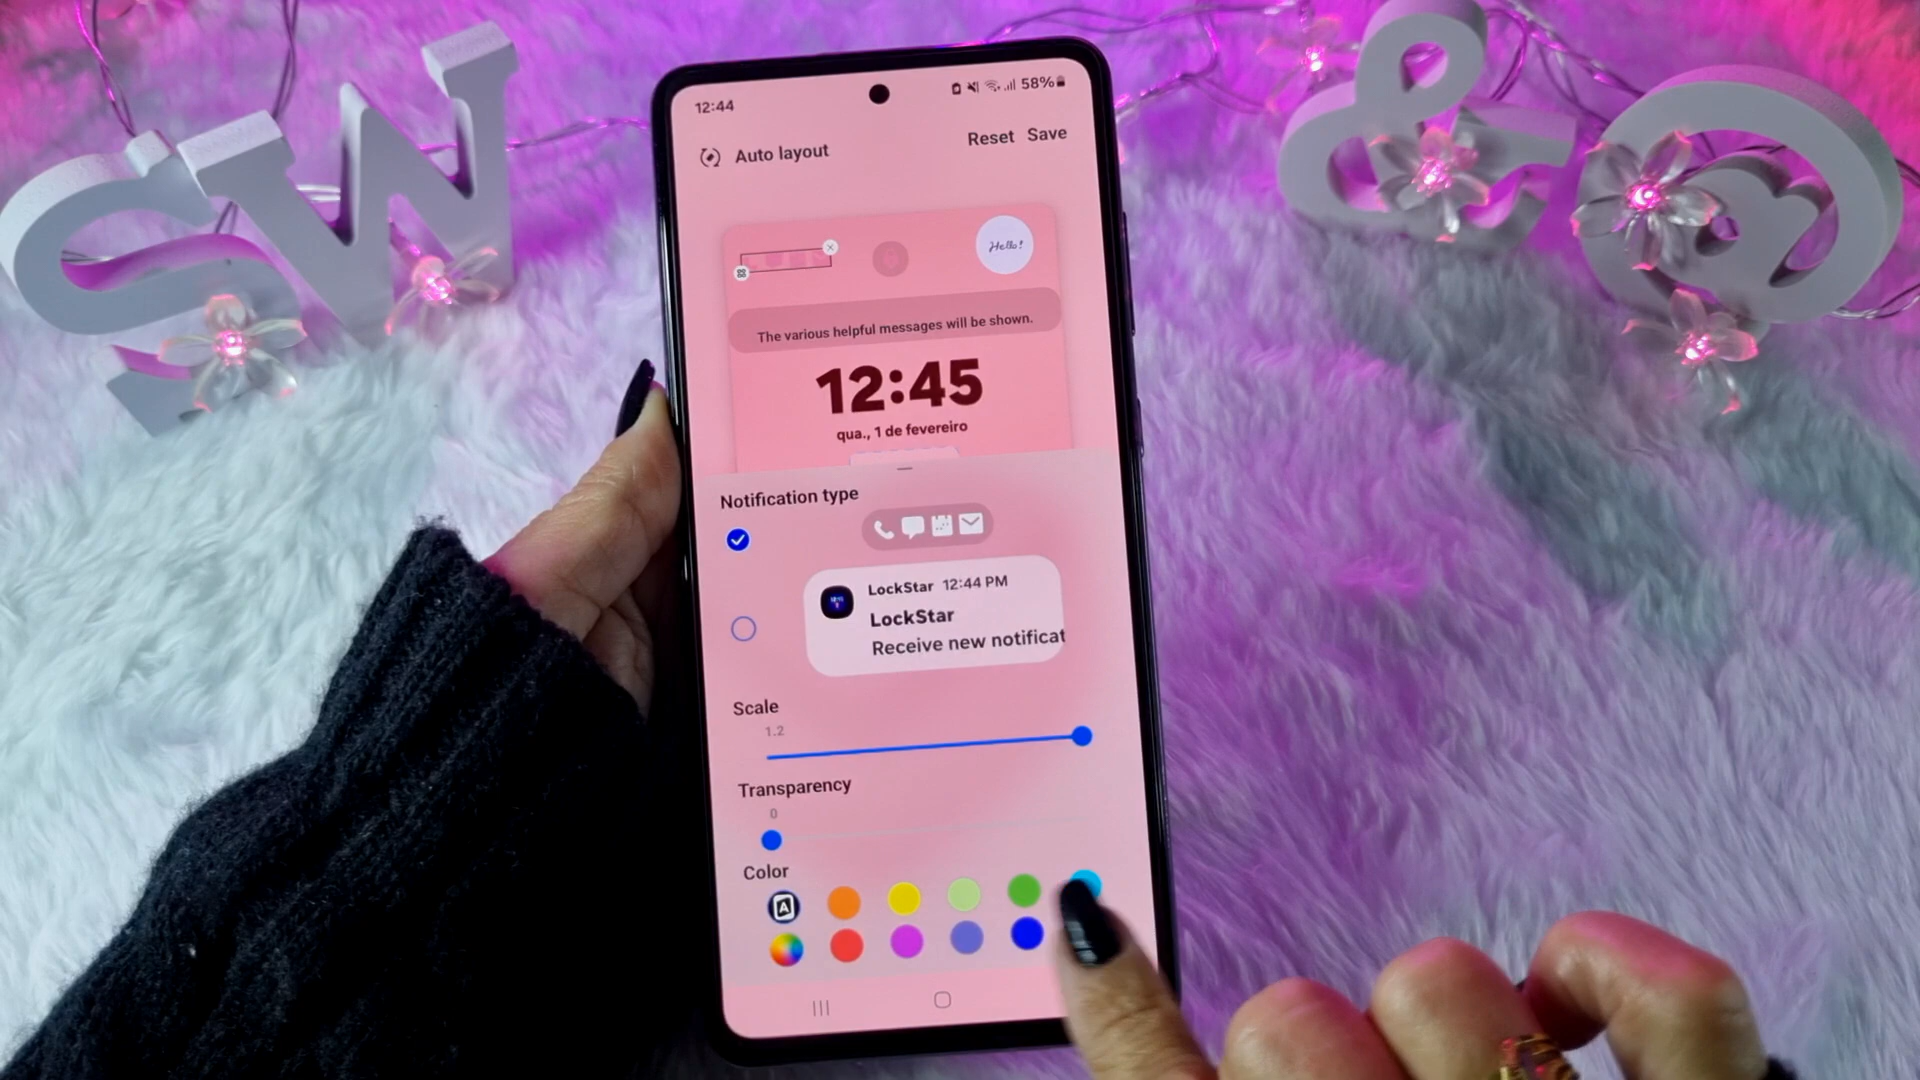 SW
&
@
12:44
58%
Auto layout
Reset Save
Hello!
The various helpful messages will be shown.
12:45
qua., 1 de fevereiro
Notification type
LockStar 12:44 PM
LockStar
Receive new notificat
Scale
1.2
Transparency
0
Color
A